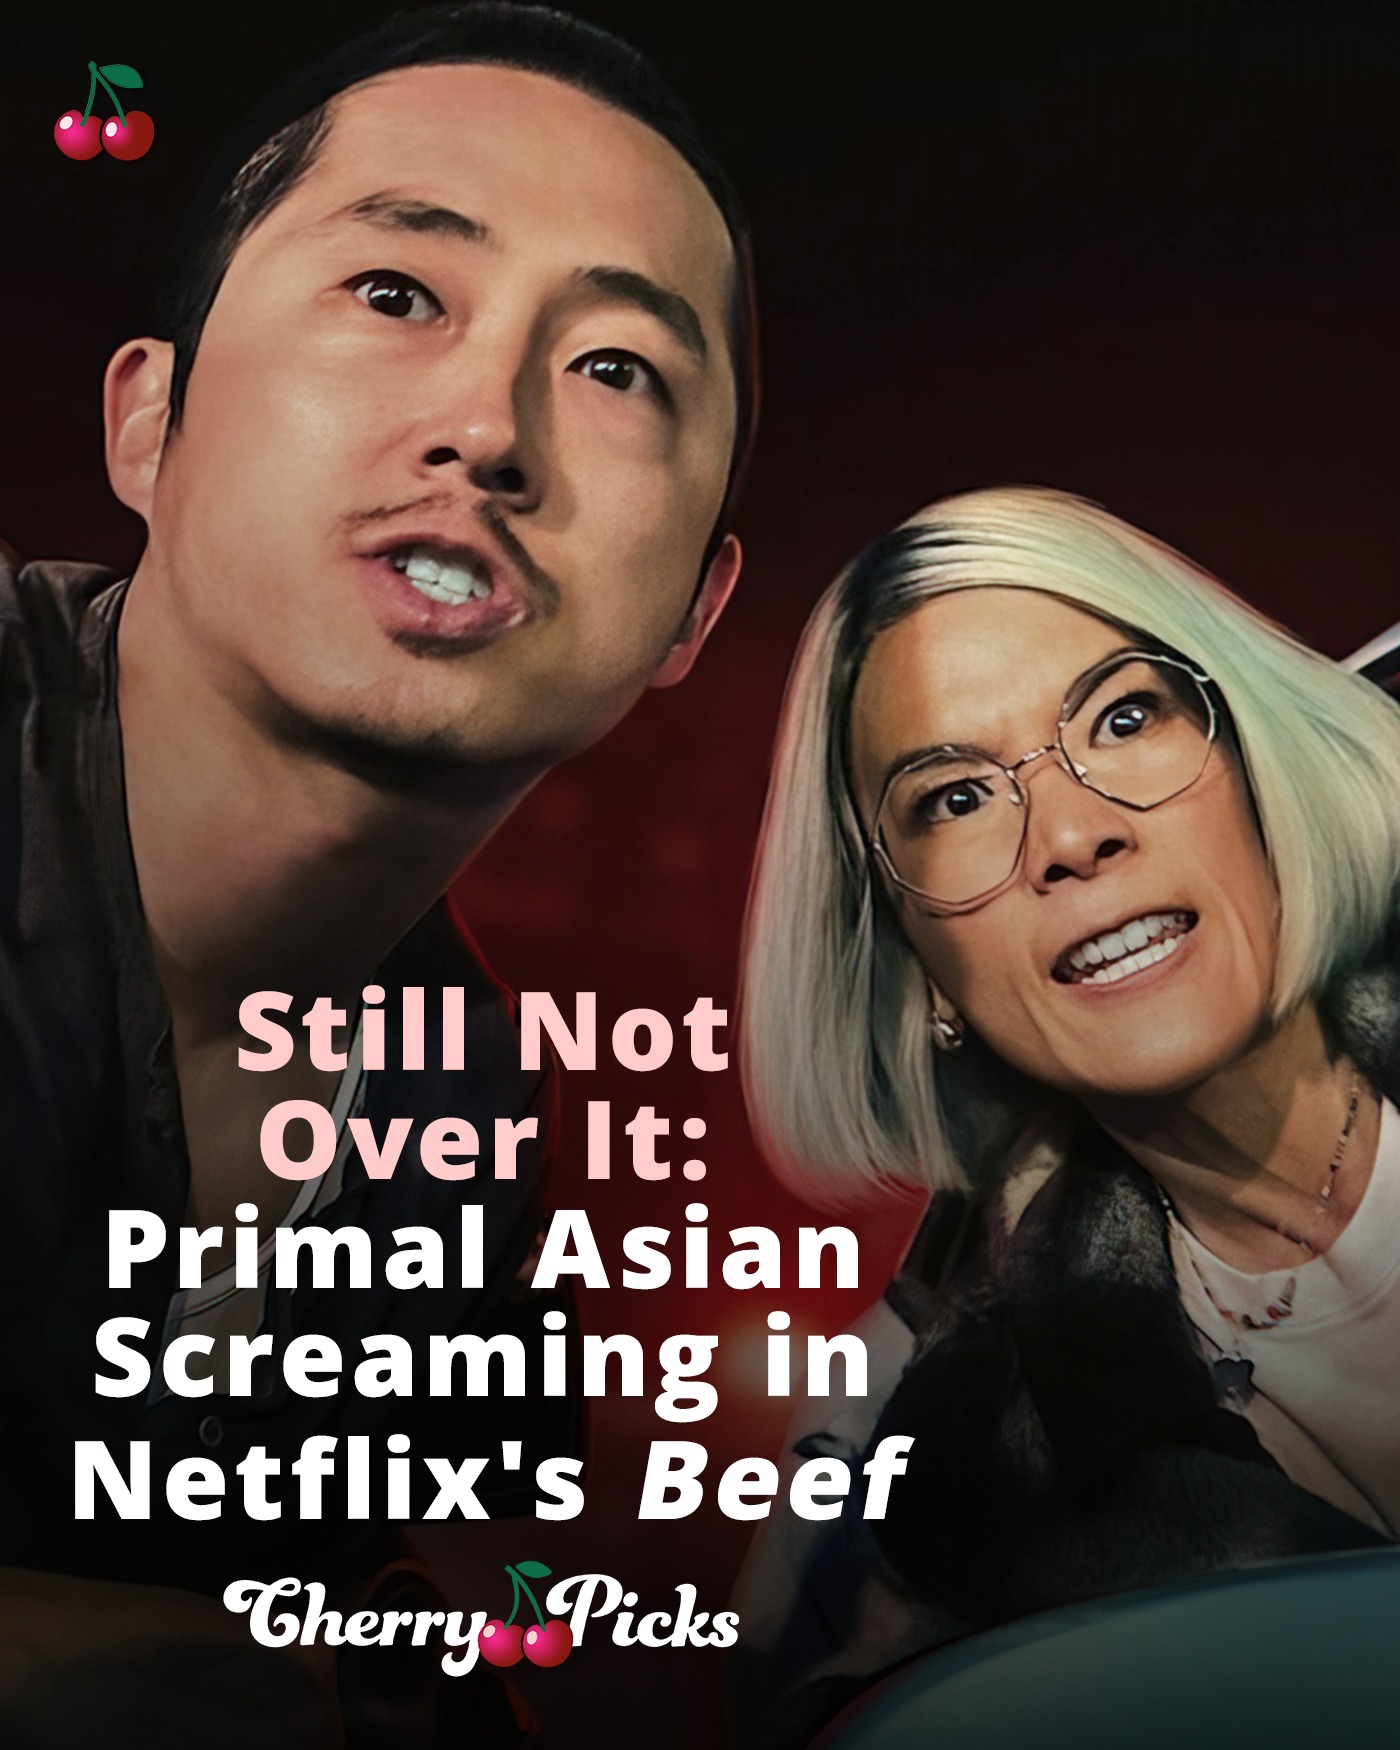 Still Not
Over It:
Primal Asian
Screaming in
Netflix's Beef
Cherry Picks